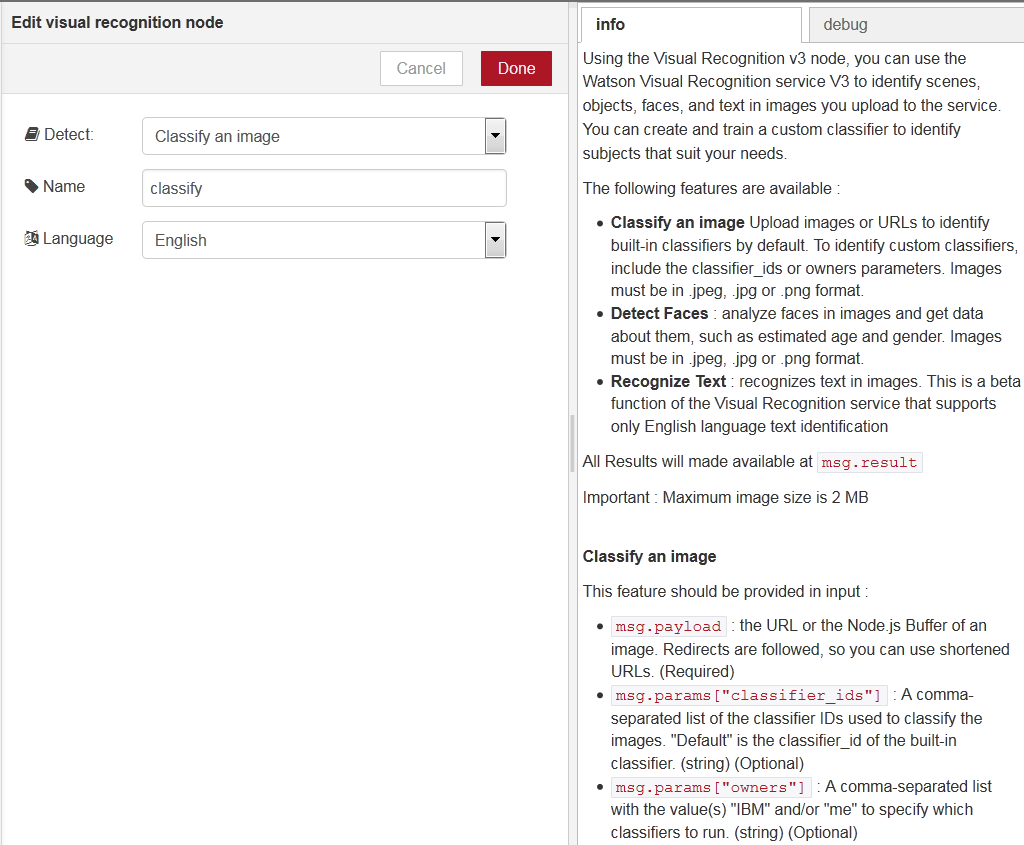 Edit visual recognition node
Cancel
Done
Detect:
Classify an image
Name
classify
Language
English
info
debug
Using the Visual Recognition v3 node, you can use the
Watson Visual Recognition service V3 to identify scenes,
objects, faces, and text in images you upload to the service.
You can create and train a custom classifier to identify
subjects that suit your needs.
The following features are available :
• Classify an image Upload images or URLs to identify
built-in classifiers by default. To identify custom classifiers,
include the classifier_ids or owners parameters. Images
must be in .jpeg, .jpg or .png format.
• Detect Faces : analyze faces in images and get data
about them, such as estimated age and gender. Images
must be in .jpeg, .jpg or .png format.
• Recognize Text : recognizes text in images. This is a beta
function of the Visual Recognition service that supports
only English language text identification
All Results will made available at msg.result
Important : Maximum image size is 2 MB
Classify an image
This feature should be provided in input :
• msg.payload : the URL or the Node.js Buffer of an
image. Redirects are followed, so you can use shortened
URLs. (Required)
• msg.params["classifier_ids"] : A comma-
separated list of the classifier IDs used to classify the
images. "Default" is the classifier_id of the built-in
classifier. (string) (Optional)
• msg.params["owners"] : A comma-separated list
with the value(s) "IBM" and/or "me" to specify which
classifiers to run. (string) (Optional)